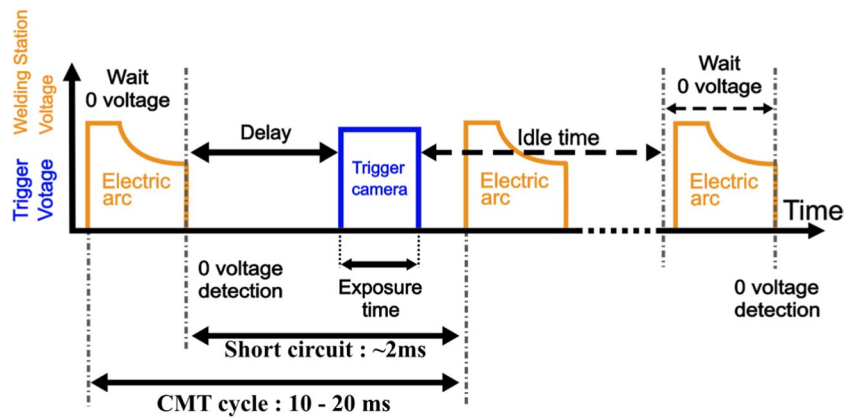 Welding Station
Voltage
Trigger
Votage
Wait
0 voltage
Delay
Idle time
Wait
0 voltage
Electric
arc
Trigger
camera
Electric
arc
Electric
arc
Time
0 voltage
detection
Exposure
time
0 voltage
detection
Short circuit : ~2ms
CMT cycle : 10 - 20 ms